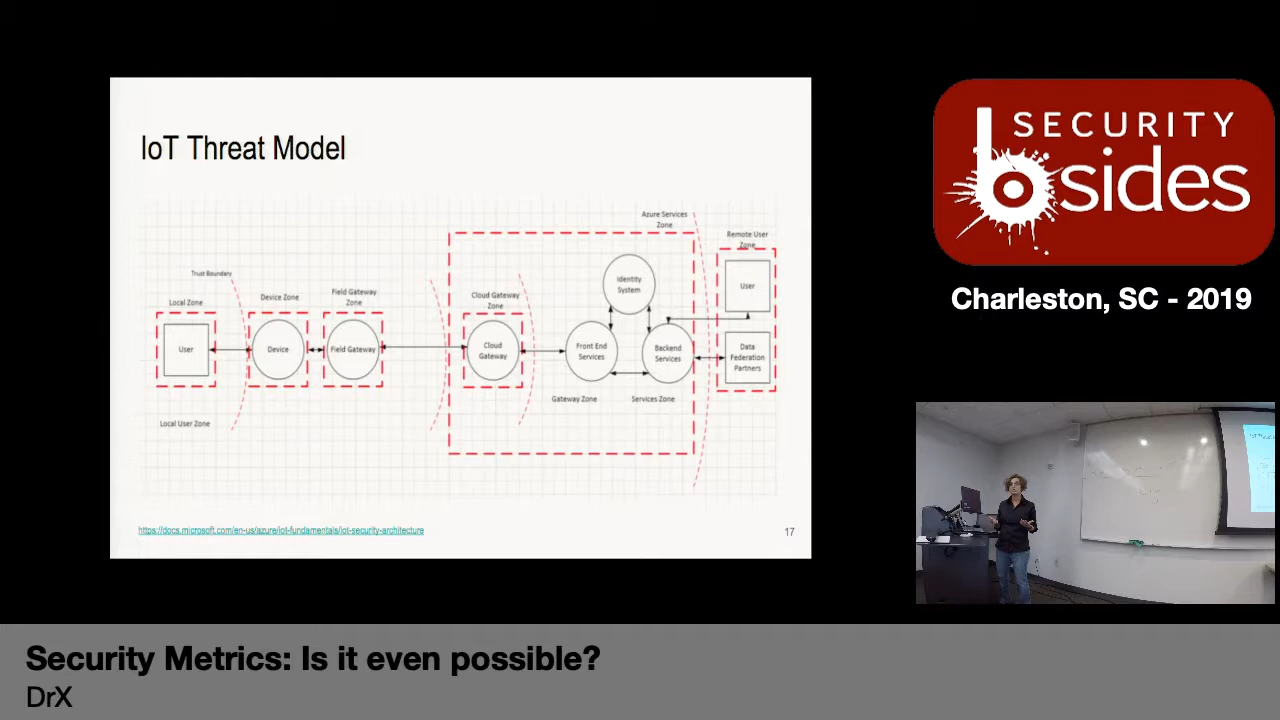 IoT Threat Model
Azure Services
Zone
Remote User
Zone
Trust Boundary
Local Zone
Device Zone
Field Gateway
Zone
Cloud Gateway
Zone
Identity
System
User
User
Device
Field Gateway
Cloud
Gateway
Front End
Services
Backend
Services
Data
Federation
Partners
Gateway Zone
Services Zone
Local User Zone
https://docs.microsoft.com/en-us/azure/iot-fundamentals/iot-security-architecture
17
SECURITY
bsides
Charleston, SC - 2019
Security Metrics: Is it even possible?
DrX